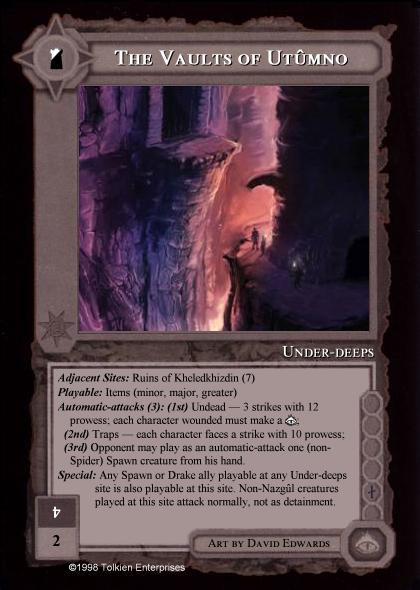 THE VAULTS OF UTÛMNO
UNDER-DEEPS
Adjacent Sites: Ruins of Kheledkhizdin (7)
Playable: Items (minor, major, greater)
Automatic-attacks (3): (1st) Undead — 3 strikes with 12
prowess; each character wounded must make a ;
(2nd) Traps — each character faces a strike with 10 prowess;
(3rd) Opponent may play as an automatic-attack one (non-
Spider) Spawn creature from his hand.
Special: Any Spawn or Drake ally playable at any Under-deeps
site is also playable at this site. Non-Nazgûl creatures
played at this site attack normally, not as detainment.
4
2
ART BY DAVID EDWARDS
©1998 Tolkien Enterprises